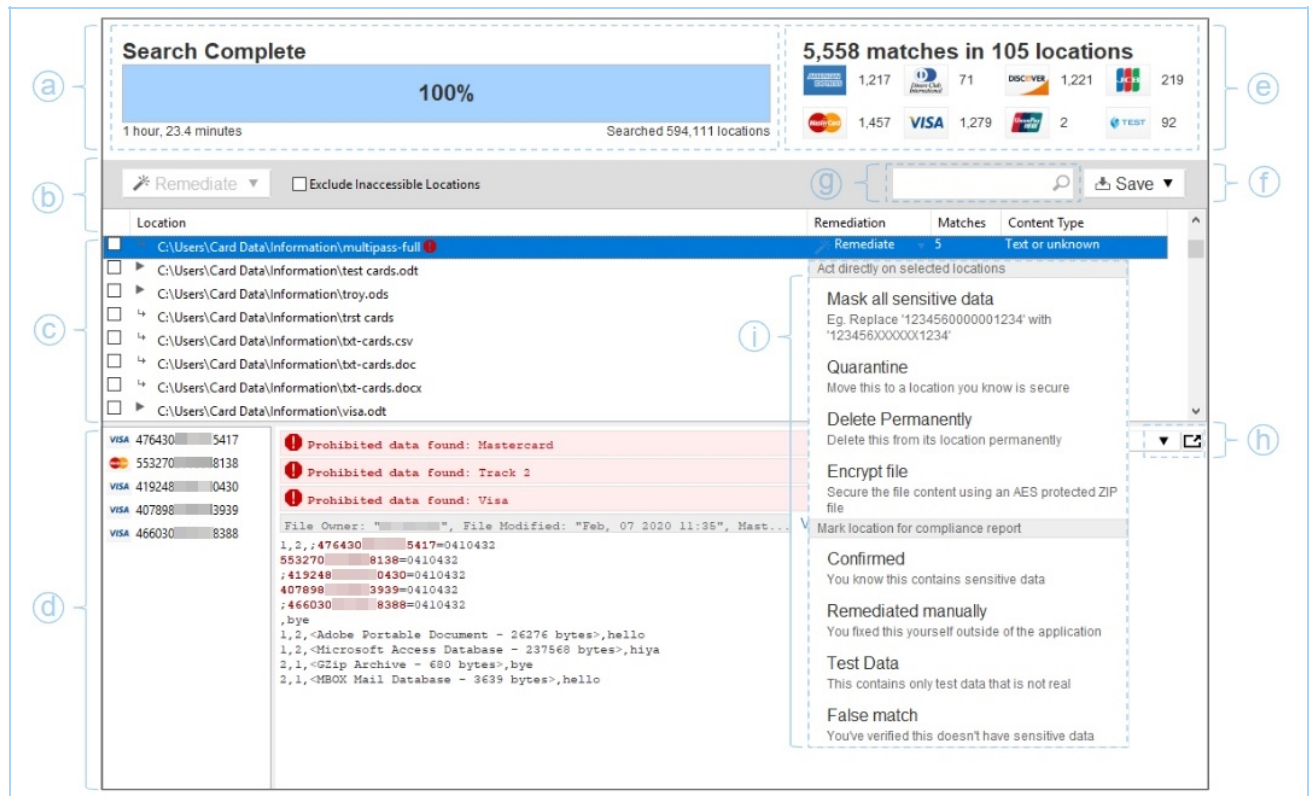 Search Complete
100%
1 hour, 23.4 minutes
Searched 594,111 locations
5,558 matches in 105 locations
AMERICAN EXPRESS 1,217 Diners Club International 71 DISCOVER 1,221 JCB 219
MasterCard 1,457 VISA 1,279 UnionPay 2 TEST 92
a
e
Remediate ▼
Exclude Inaccessible Locations
g
Save ▼
b
f
Location Remediation Matches Content Type
C:\Users\Card Data\Information\multipass-full Remediate 5 Text or unknown
C:\Users\Card Data\Information\test cards.odt
C:\Users\Card Data\Information\troy.ods
C:\Users\Card Data\Information\trst cards
C:\Users\Card Data\Information\txt-cards.csv
C:\Users\Card Data\Information\txt-cards.doc
C:\Users\Card Data\Information\txt-cards.docx
C:\Users\Card Data\Information\visa.odt
c
i
Act directly on selected locations
Mask all sensitive data
Eg. Replace '1234560000001234' with
'123456XXXXXX1234'
Quarantine
Move this to a location you know is secure
Delete Permanently
Delete this from its location permanently
Encrypt file
Secure the file content using an AES protected ZIP
file
Mark location for compliance report
Confirmed
You know this contains sensitive data
Remediated manually
You fixed this yourself outside of the application
Test Data
This contains only test data that is not real
False match
You've verified this doesn't have sensitive data
h
d
VISA 476430 5417
553270 8138
VISA 419248 0430
VISA 407898 3939
VISA 466030 8388
Prohibited data found: Mastercard
Prohibited data found: Track 2
Prohibited data found: Visa
File Owner: " ", File Modified: "Feb, 07 2020 11:35", Mast... V
1,2,;476430 5417=0410432
553270 8138=0410432
;419248 0430=0410432
407898 3939=0410432
;466030 8388=0410432
,bye
1,2,<Adobe Portable Document - 26276 bytes>,hello
1,2,<Microsoft Access Database - 237568 bytes>,hiya
2,1,<GZip Archive - 680 bytes>,bye
2,1,<MBOX Mail Database - 3639 bytes>,hello